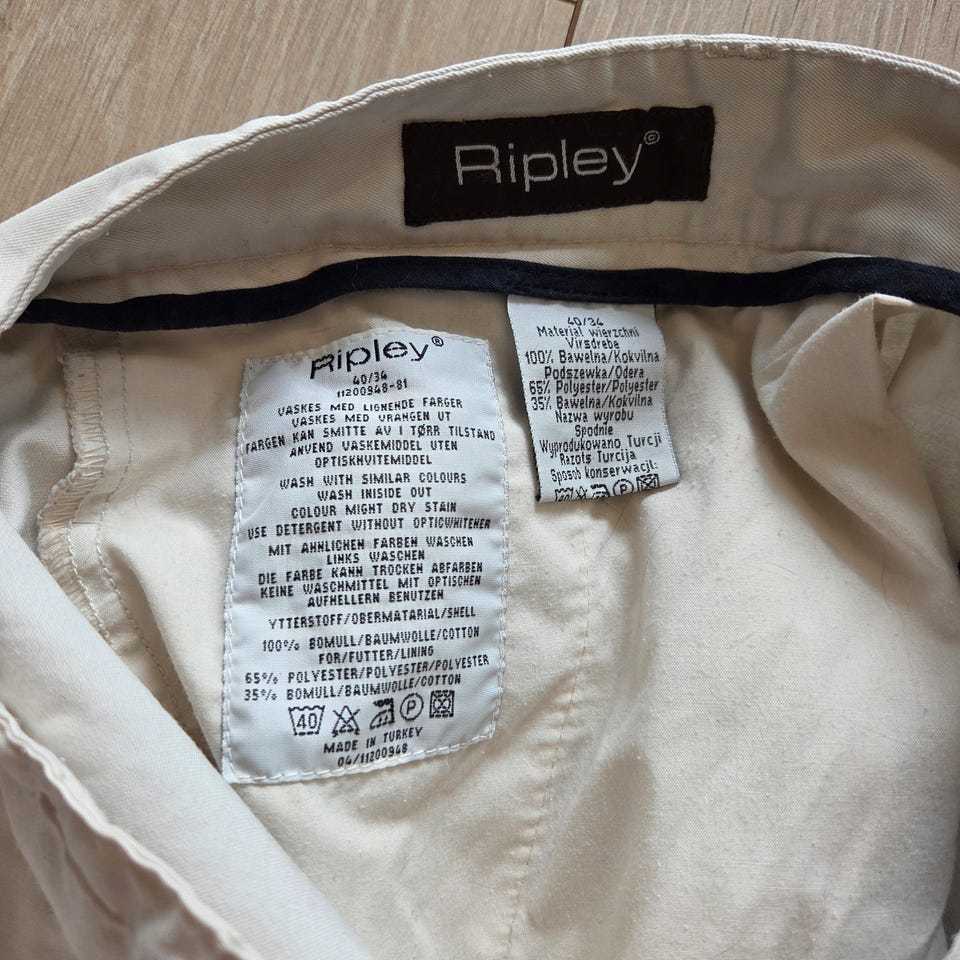 Ripley©
Ripley®
40/34
11200948-81
VASKES MED LIGNENDE FARGER
VASKES MED VRANGEN UT
FARGEN KAN SMITTE AV I TØRR TILSTAND
ANVEND VASKEMIDDEL UTEN
OPTISKHVITEMIDDEL
WASH WITH SIMILAR COLOURS
WASH INISIDE OUT
COLOUR MIGHT DRY STAIN
USE DETERGENT WITHOUT OPTICWHITENER
MIT AHNLICHEN FARBEN WASCHEN
LINKS WASCHEN
DIE FARBE KANN TROCKEN ABFARBEN
KEINE WASCHMITTEL MIT OPTISCHEN
AUFHELLERN BENUTZEN
YTTERSTOFF/OBERMATARIAL/SHELL
100% BOMULL/BAUMWOLLE/COTTON
FOR/FUTTER/LINING
65% POLYESTER/POLYESTER/POLYESTER
35% BOMULL/BAUMWOLLE/COTTON
40 P
MADE IN TURKEY
04/11200948
40/34
Material wierzchni
Virsdrebe
100% Bawelna/Kokvilna
Podszewka/Odera
65% Polyester/Polyester
35% Bawelna/Kokvilna
Nazwa wyrobu
Spodnie
Wyprodukowano Turcji
Razots Turcija
Sposob konserwacji:
40 P